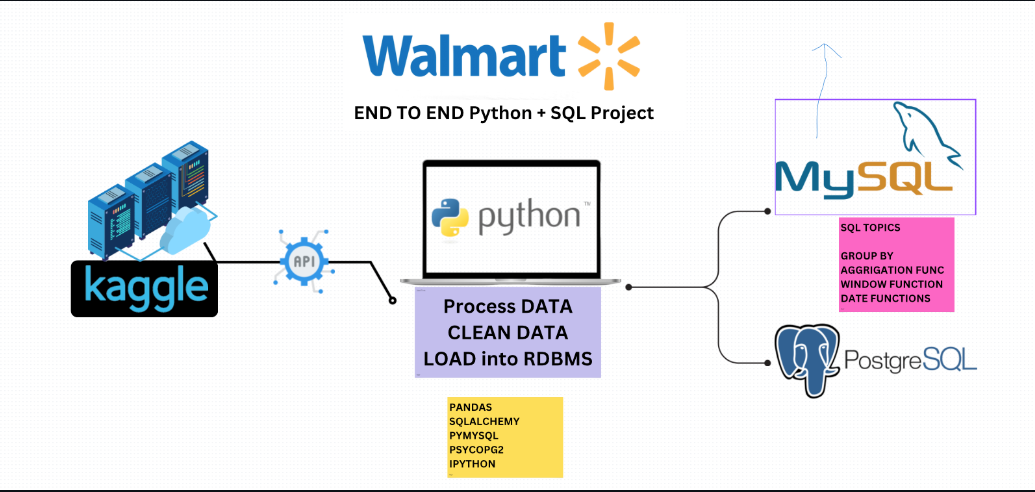 Walmart
END TO END Python + SQL Project
kaggle
API
python™
Process DATA
CLEAN DATA
LOAD into RDBMS
PANDAS
SQLALCHEMY
PYMYSQL
PSYCOPG2
IPYTHON
MySQL
SQL TOPICS
GROUP BY
AGGRIGATION FUNC
WINDOW FUNCTION
DATE FUNCTIONS
PostgreSQL